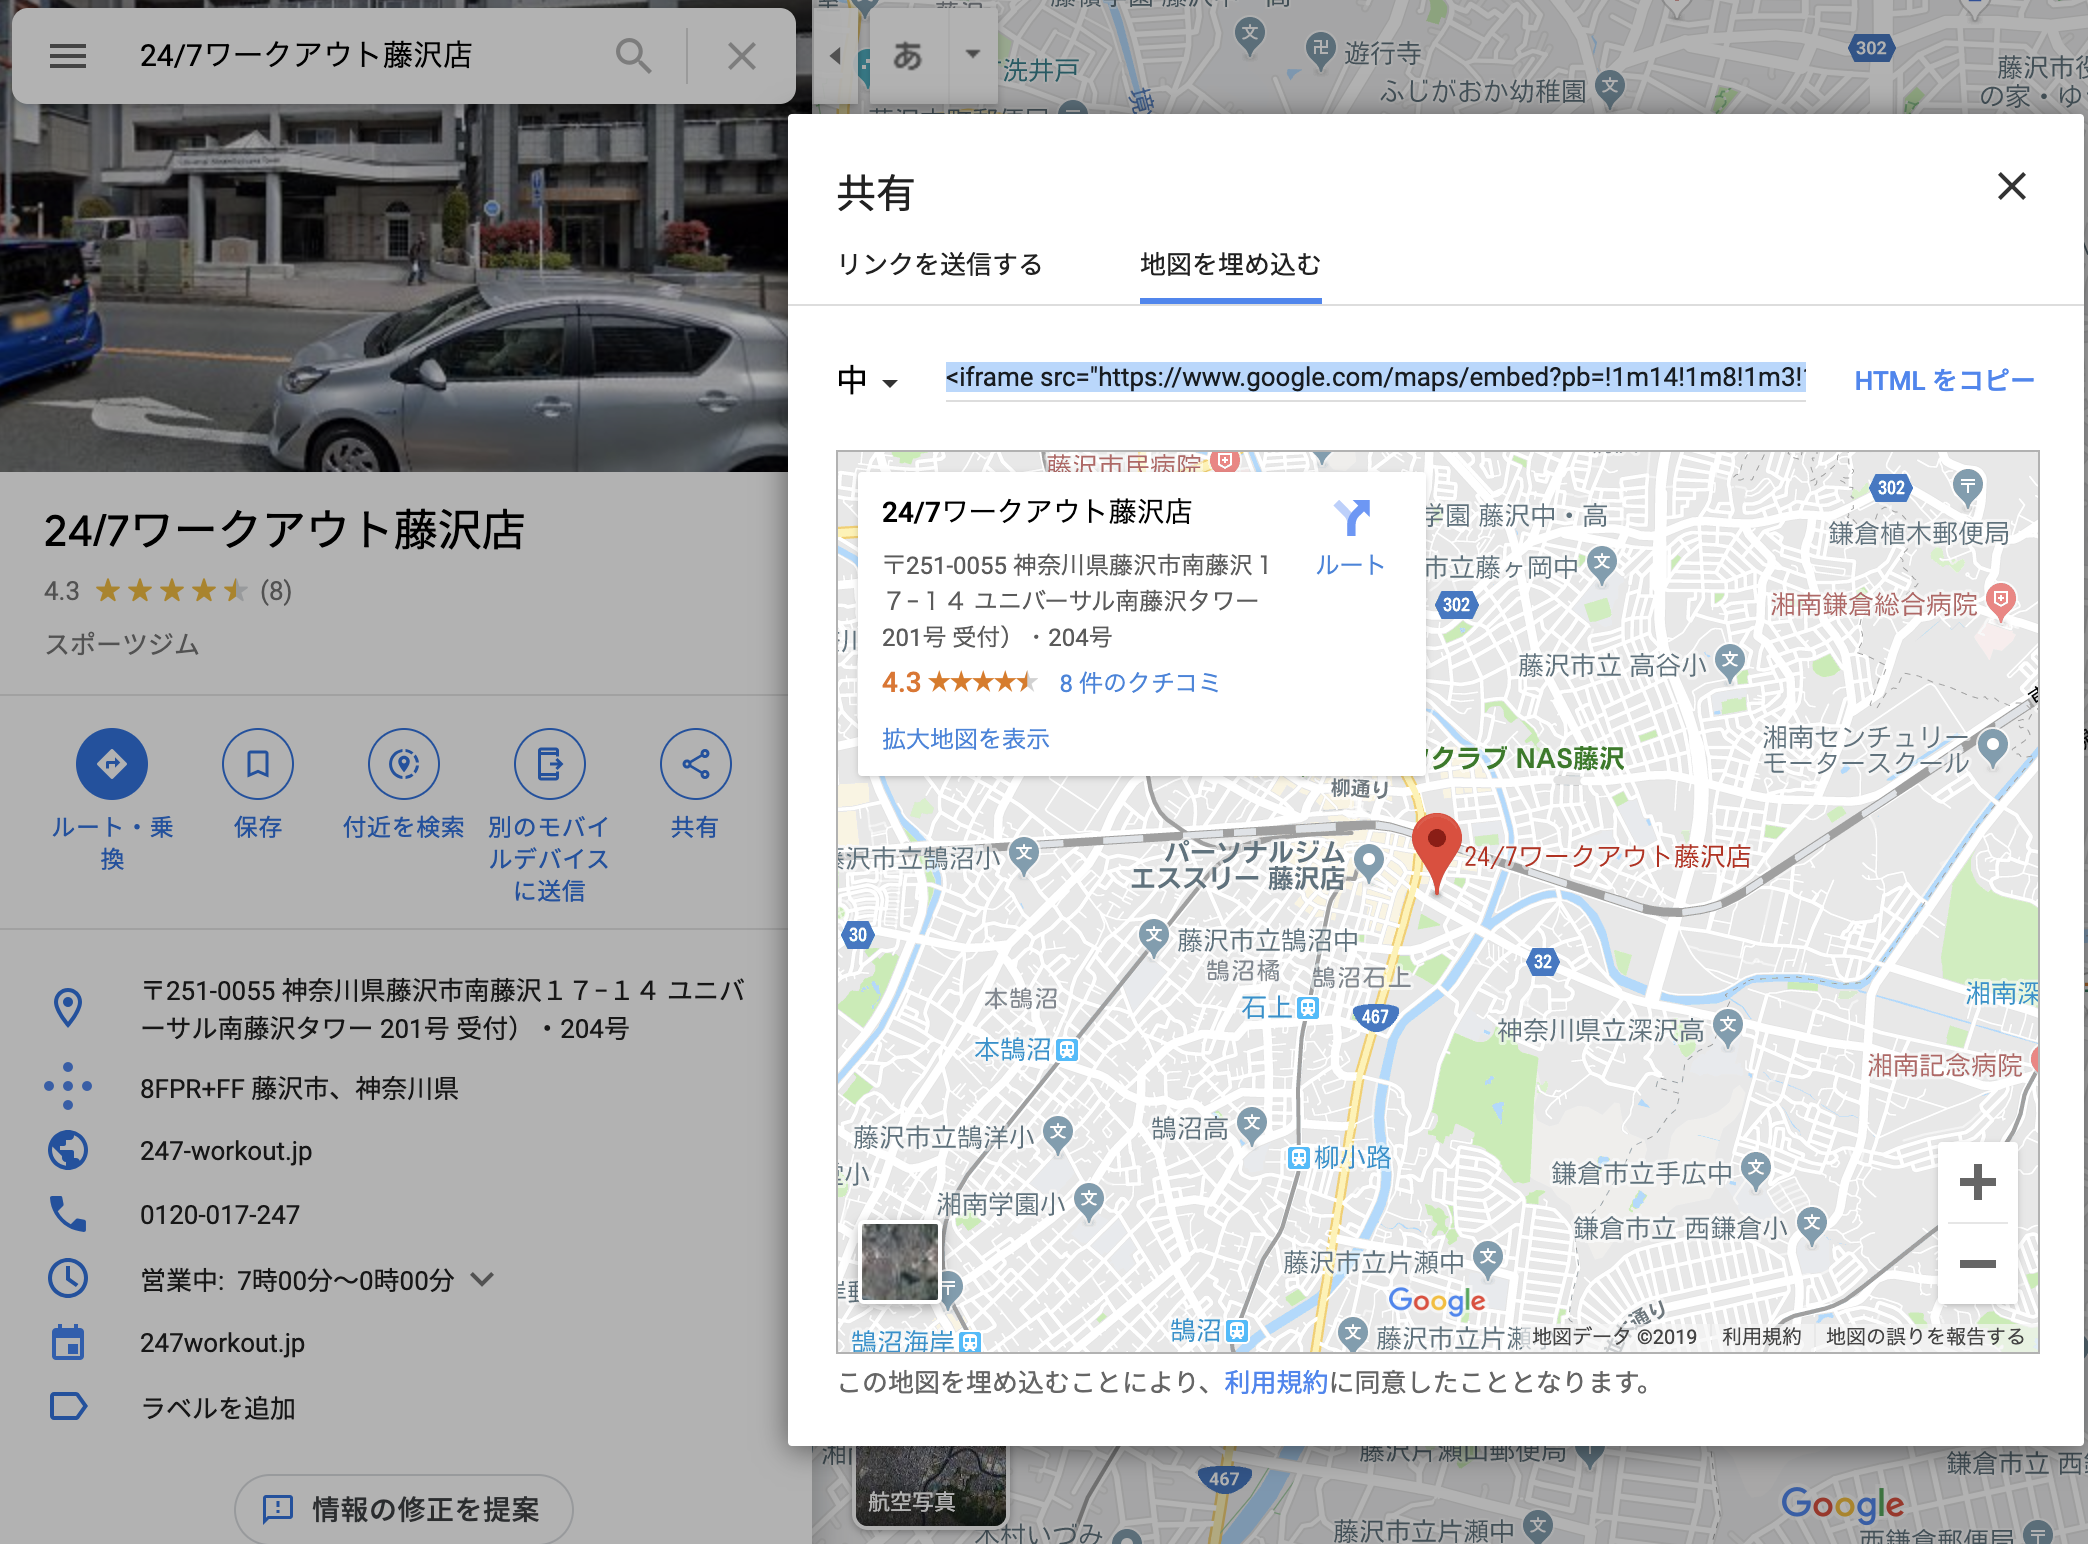 24/7ワークアウト藤沢店
あ
24/7ワークアウト藤沢店
4.3 (8)
スポーツジム
ルート・乗
換
保存
付近を検索
別のモバイ
ルデバイス
に送信
共有
〒251-0055 神奈川県藤沢市南藤沢１７−１４ ユニバ
ーサル南藤沢タワー 201号 受付）・204号
8FPR+FF 藤沢市、神奈川県
247-workout.jp
0120-017-247
営業中: 7時00分～0時00分
247workout.jp
ラベルを追加
情報の修正を提案
洗井戸
遊行寺
ふじがおか幼稚園
302
藤沢市役
の家・ゆ
共有
リンクを送信する
地図を埋め込む
中
<iframe src="https://www.google.com/maps/embed?pb=!1m14!1m8!1m3!
HTML をコピー
藤沢市民病院
24/7ワークアウト藤沢店
ルート
〒251-0055 神奈川県藤沢市南藤沢１
７−１４ ユニバーサル南藤沢タワー
201号 受付）・204号
4.3
8 件のクチコミ
拡大地図を表示
学園 藤沢中・高
302
鎌倉植木郵便局
市立藤ヶ岡中
302
湘南鎌倉総合病院
藤沢市立 高谷小
湘南センチュリー
モータースクール
クラブ NAS藤沢
柳通り
藤沢市立鵠沼小
パーソナルジム
エススリー 藤沢店
24/7ワークアウト藤沢店
30
藤沢市立鵠沼中
鵠沼橘
鵠沼石上
32
本鵠沼
石上
467
湘南深
神奈川県立深沢高
本鵠沼
湘南記念病院
藤沢市立鵠洋小
鵠沼高
柳小路
鎌倉市立手広中
湘南学園小
鎌倉市立 西鎌倉小
藤沢市立片瀬中
Google
鵠沼海岸
鵠沼
藤沢市立片瀬
地図データ ©2019 利用規約 地図の誤りを報告する
この地図を埋め込むことにより、利用規約に同意したこととなります。
航空写真
467
藤沢片瀬山郵便局
鎌倉市立 西
Google
藤沢市立片瀬中
西鎌倉郵便局